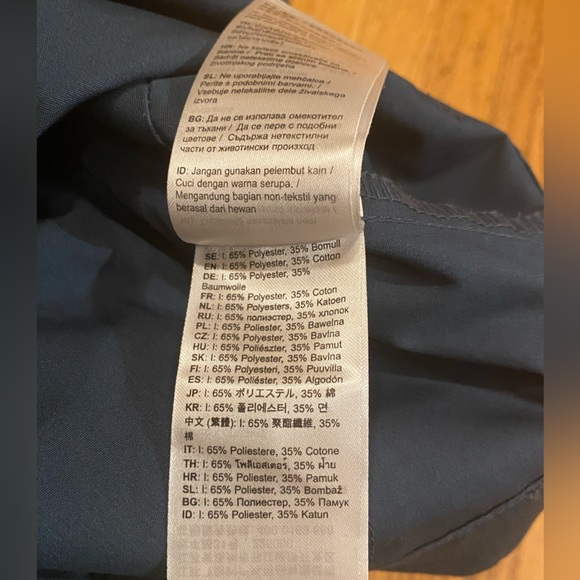 HR: Ne koristiti
životinjskog podrijetla
SL: Ne uporabljajte mehčalca /
Perite s podobnimi barvami. /
Vsebuje netekstilne dele živalskega
izvora
BG: Да не се използва омекотител
за тъкани / Да се пере с подобни
цветове / Съдържа нетекстилни
части от животински произход
ID: Jangan gunakan pelembut kain /
Cuci dengan warna serupa. /
Mengandung bagian non-tekstil yang
berasal dari hewan
SE: I: 65% Polyester, 35% Bomull
EN: I: 65% Polyester, 35% Cotton
DE: I: 65% Polyester, 35%
Baumwolle
FR: I: 65% Polyester, 35% Coton
NL: I: 65% Polyesters, 35% Katoen
RU: I: 65% полиэстер, 35% хлопок
PL: I: 65% Poliester, 35% Bawełna
CZ: I: 65% Polyester, 35% Bavlna
HU: I: 65% Poliészter, 35% Pamut
SK: I: 65% Polyester, 35% Bavlna
FI: I: 65% Polyesteri, 35% Puuvilla
ES: I: 65% Poliéster, 35% Algodón
JP: I: 65% ポリエステル, 35% 綿
KR: I: 65% 폴리에스터, 35% 면
中文 (繁體): I: 65% 聚酯纖維, 35%
棉
IT: I: 65% Poliestere, 35% Cotone
TH: I: 65% โพลีเอสเตอร์, 35% ฝ้าย
HR: I: 65% Poliester, 35% Pamuk
SL: I: 65% Poliester, 35% Bombaž
BG: I: 65% Полиестер, 35% Памук
ID: I: 65% Poliester, 35% Katun